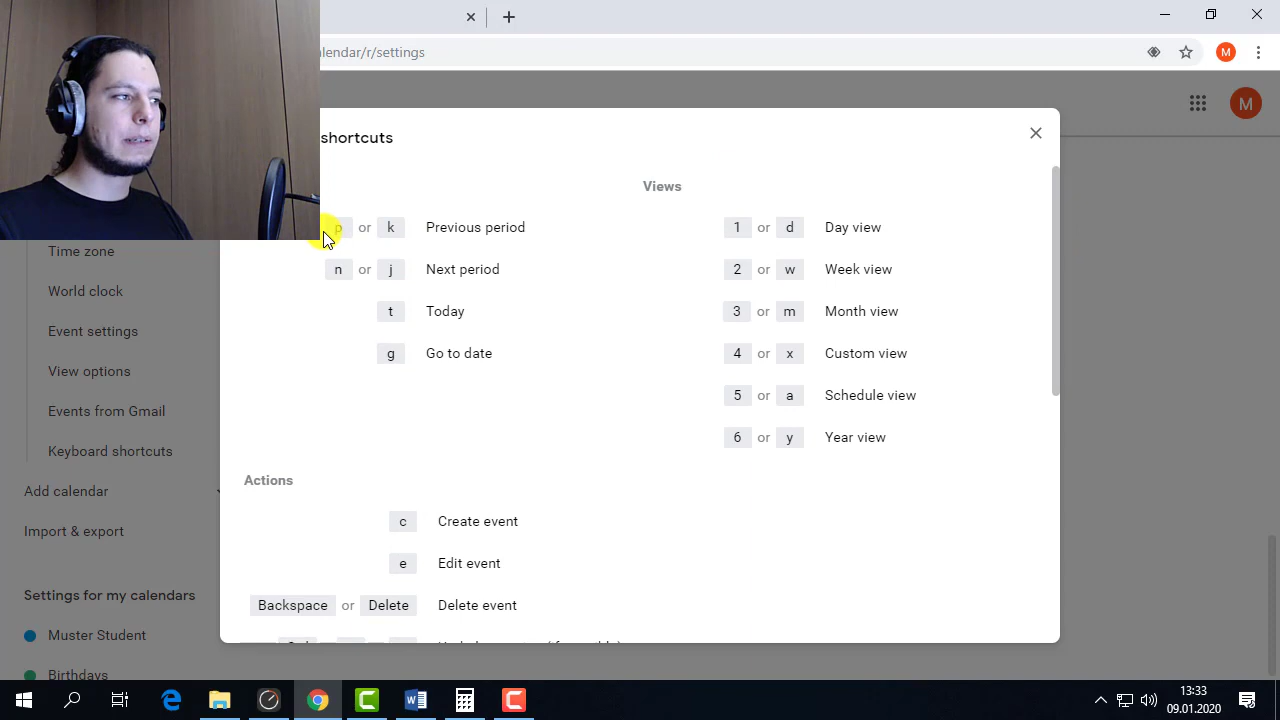 alendar/r/settings
M
M
shortcuts
Views
p or k Previous period
1 or d Day view
n or j Next period
2 or w Week view
t Today
3 or m Month view
g Go to date
4 or x Custom view
5 or a Schedule view
6 or y Year view
Actions
c Create event
e Edit event
Backspace or Delete Delete event
Time zone
World clock
Event settings
View options
Events from Gmail
Keyboard shortcuts
Add calendar
Import & export
Settings for my calendars
Muster Student
Birthdays
13:33
09.01.2020